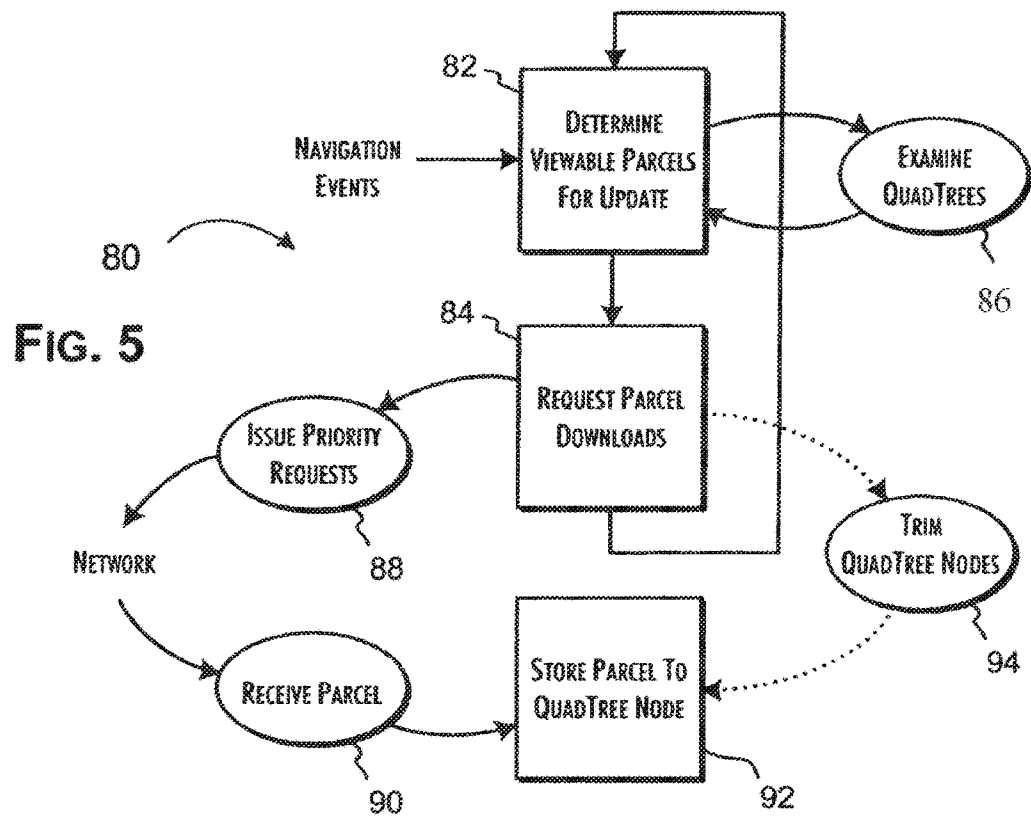 82
DETERMINE
VIEWABLE PARCELS
FOR UPDATE
NAVIGATION
EVENTS
EXAMINE
QUADTREES
86
80
FIG. 5
84
REQUEST PARCEL
DOWNLOADS
ISSUE PRIORITY
REQUESTS
88
NETWORK
TRIM
QUADTREE NODES
94
RECEIVE PARCEL
90
STORE PARCEL TO
QUADTREE NODE
92